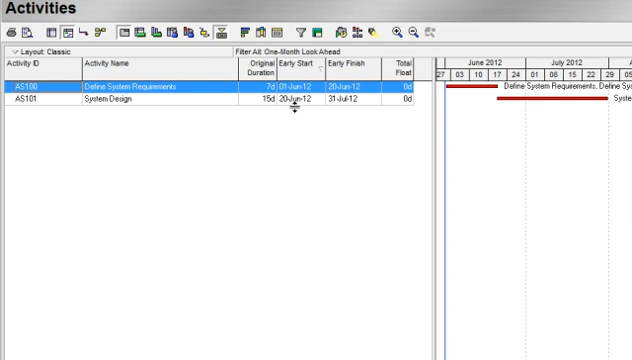 Activities
Layout: Classic
Filter All: One-Month Look Ahead
Activity ID
Activity Name
Original Duration
Early Start
Early Finish
Total Float
June 2012
July 2012
A
27 03 10 17 24 01 08 15 22 29 05
AS100 Define System Requirements 7d 01-Jun-12 20-Jun-12 0d
Define System Requirements, Define Sys
AS101 System Design 15d 20-Jun-12 31-Jul-12 0d
Syste